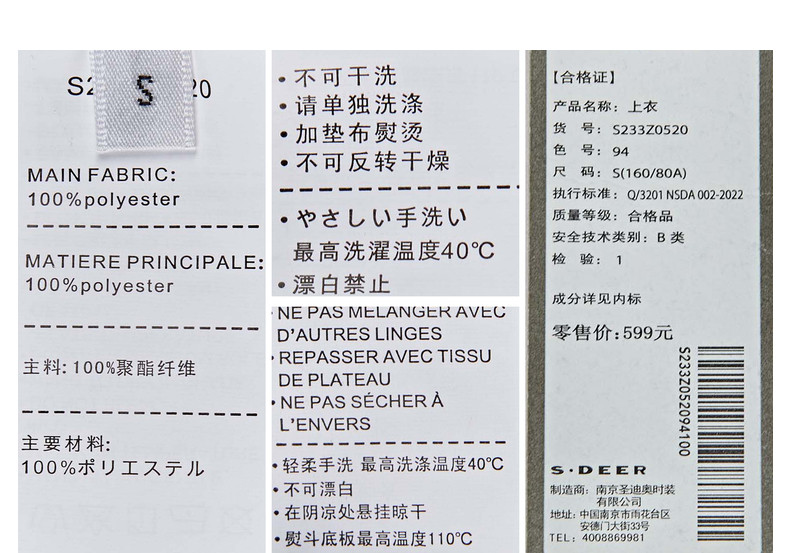 S2
S
20
MAIN FABRIC:
100%polyester
MATIERE PRINCIPALE:
100%polyester
主料: 100%聚酯纤维
主要材料:
100%ポリエステル
•不可干洗
•请单独洗涤
•加垫布熨烫
•不可反转干燥
•やさしい手洗い
最高洗濯温度40℃
•漂白禁止
•NE PAS MELANGER AVEC
D'AUTRES LINGES
•REPASSER AVEC TISSU
DE PLATEAU
•NE PAS SÉCHER À
L'ENVERS
•轻柔手洗 最高洗涤温度40℃
•不可漂白
•在阴凉处悬挂晾干
•熨斗底板最高温度110℃
【合格证】
产品名称: 上衣
货 号: S233Z0520
色 号: 94
尺 码: S(160/80A)
执行标准: Q/3201 NSDA 002-2022
质量等级: 合格品
安全技术类别: B 类
检 验: 1
成分详见内标
零售价: 599元
S233Z052094100
S·DEER
制造商: 南京圣迪奥时装
有限公司
地址: 中国南京市雨花台区
安德门大街33号
TEL: 4008869981